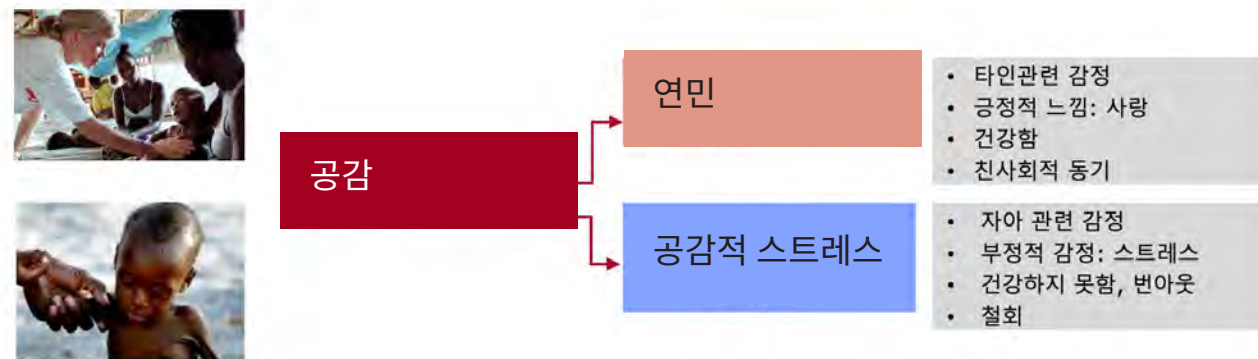 공감
연민
• 타인관련 감정
• 긍정적 느낌: 사랑
• 건강함
• 친사회적 동기
공감적 스트레스
• 자아 관련 감정
• 부정적 감정: 스트레스
• 건강하지 못함, 번아웃
• 철회